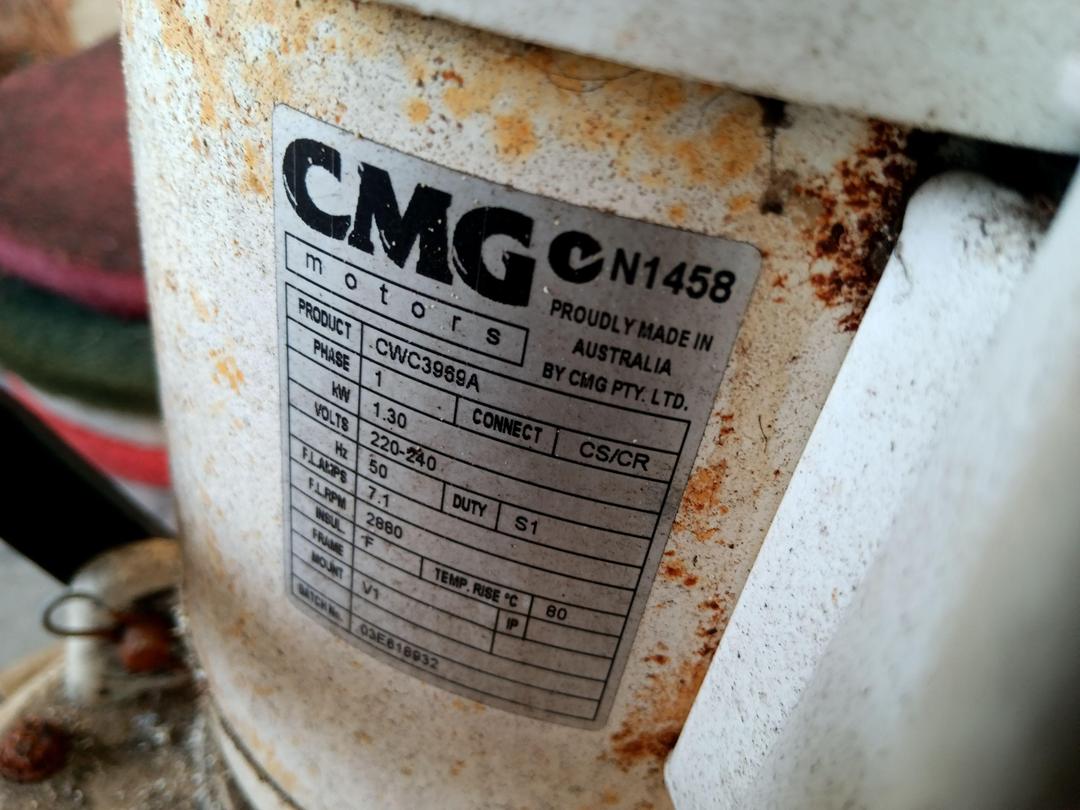 CMG N1458
motors
PROUDLY MADE IN
AUSTRALIA
BY CMG PTY. LTD.
PRODUCT CWC3969A
PHASE 1 CONNECT CS/CR
kW 1.30
VOLTS 220-240
Hz 50 DUTY S1
F.L.AMPS 7.1
F.L.RPM 2880
INSUL F TEMP. RISE °C 80
FRAME IP
MOUNT V1
BATCH No. 03E618932